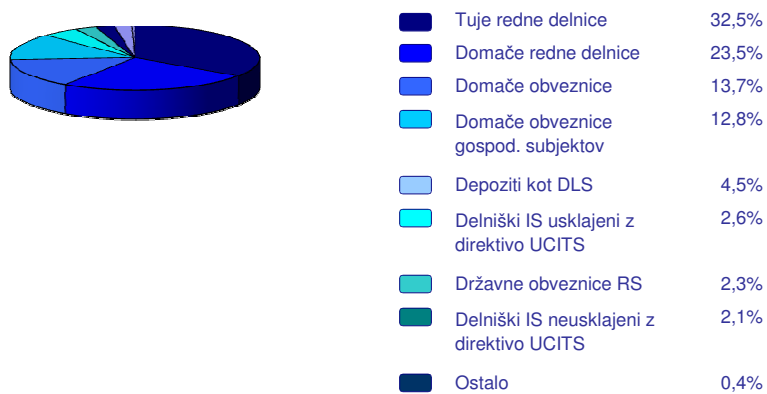 Tuje redne delnice 32,5%
Domače redne delnice 23,5%
Domače obveznice 13,7%
Domače obveznice 12,8%
gospod. subjektov
Depoziti kot DLS 4,5%
Delniški IS usklajeni z 2,6%
direktivo UCITS
Državne obveznice RS 2,3%
Delniški IS neusklajeni z 2,1%
direktivo UCITS
Ostalo 0,4%